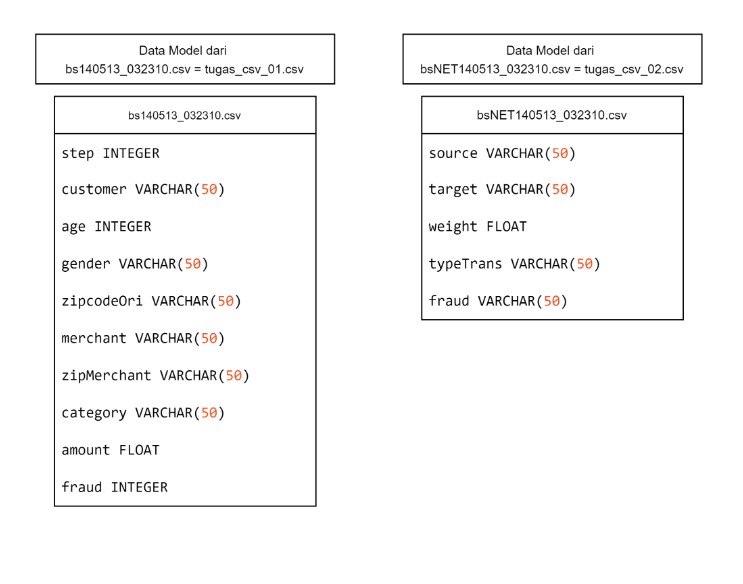 Data Model dari
bs140513_032310.csv = tugas_csv_01.csv
bs140513_032310.csv
step INTEGER
customer VARCHAR(50)
age INTEGER
gender VARCHAR(50)
zipcodeOri VARCHAR(50)
merchant VARCHAR(50)
zipMerchant VARCHAR(50)
category VARCHAR(50)
amount FLOAT
fraud INTEGER
Data Model dari
bsNET140513_032310.csv = tugas_csv_02.csv
bsNET140513_032310.csv
source VARCHAR(50)
target VARCHAR(50)
weight FLOAT
typeTrans VARCHAR(50)
fraud VARCHAR(50)